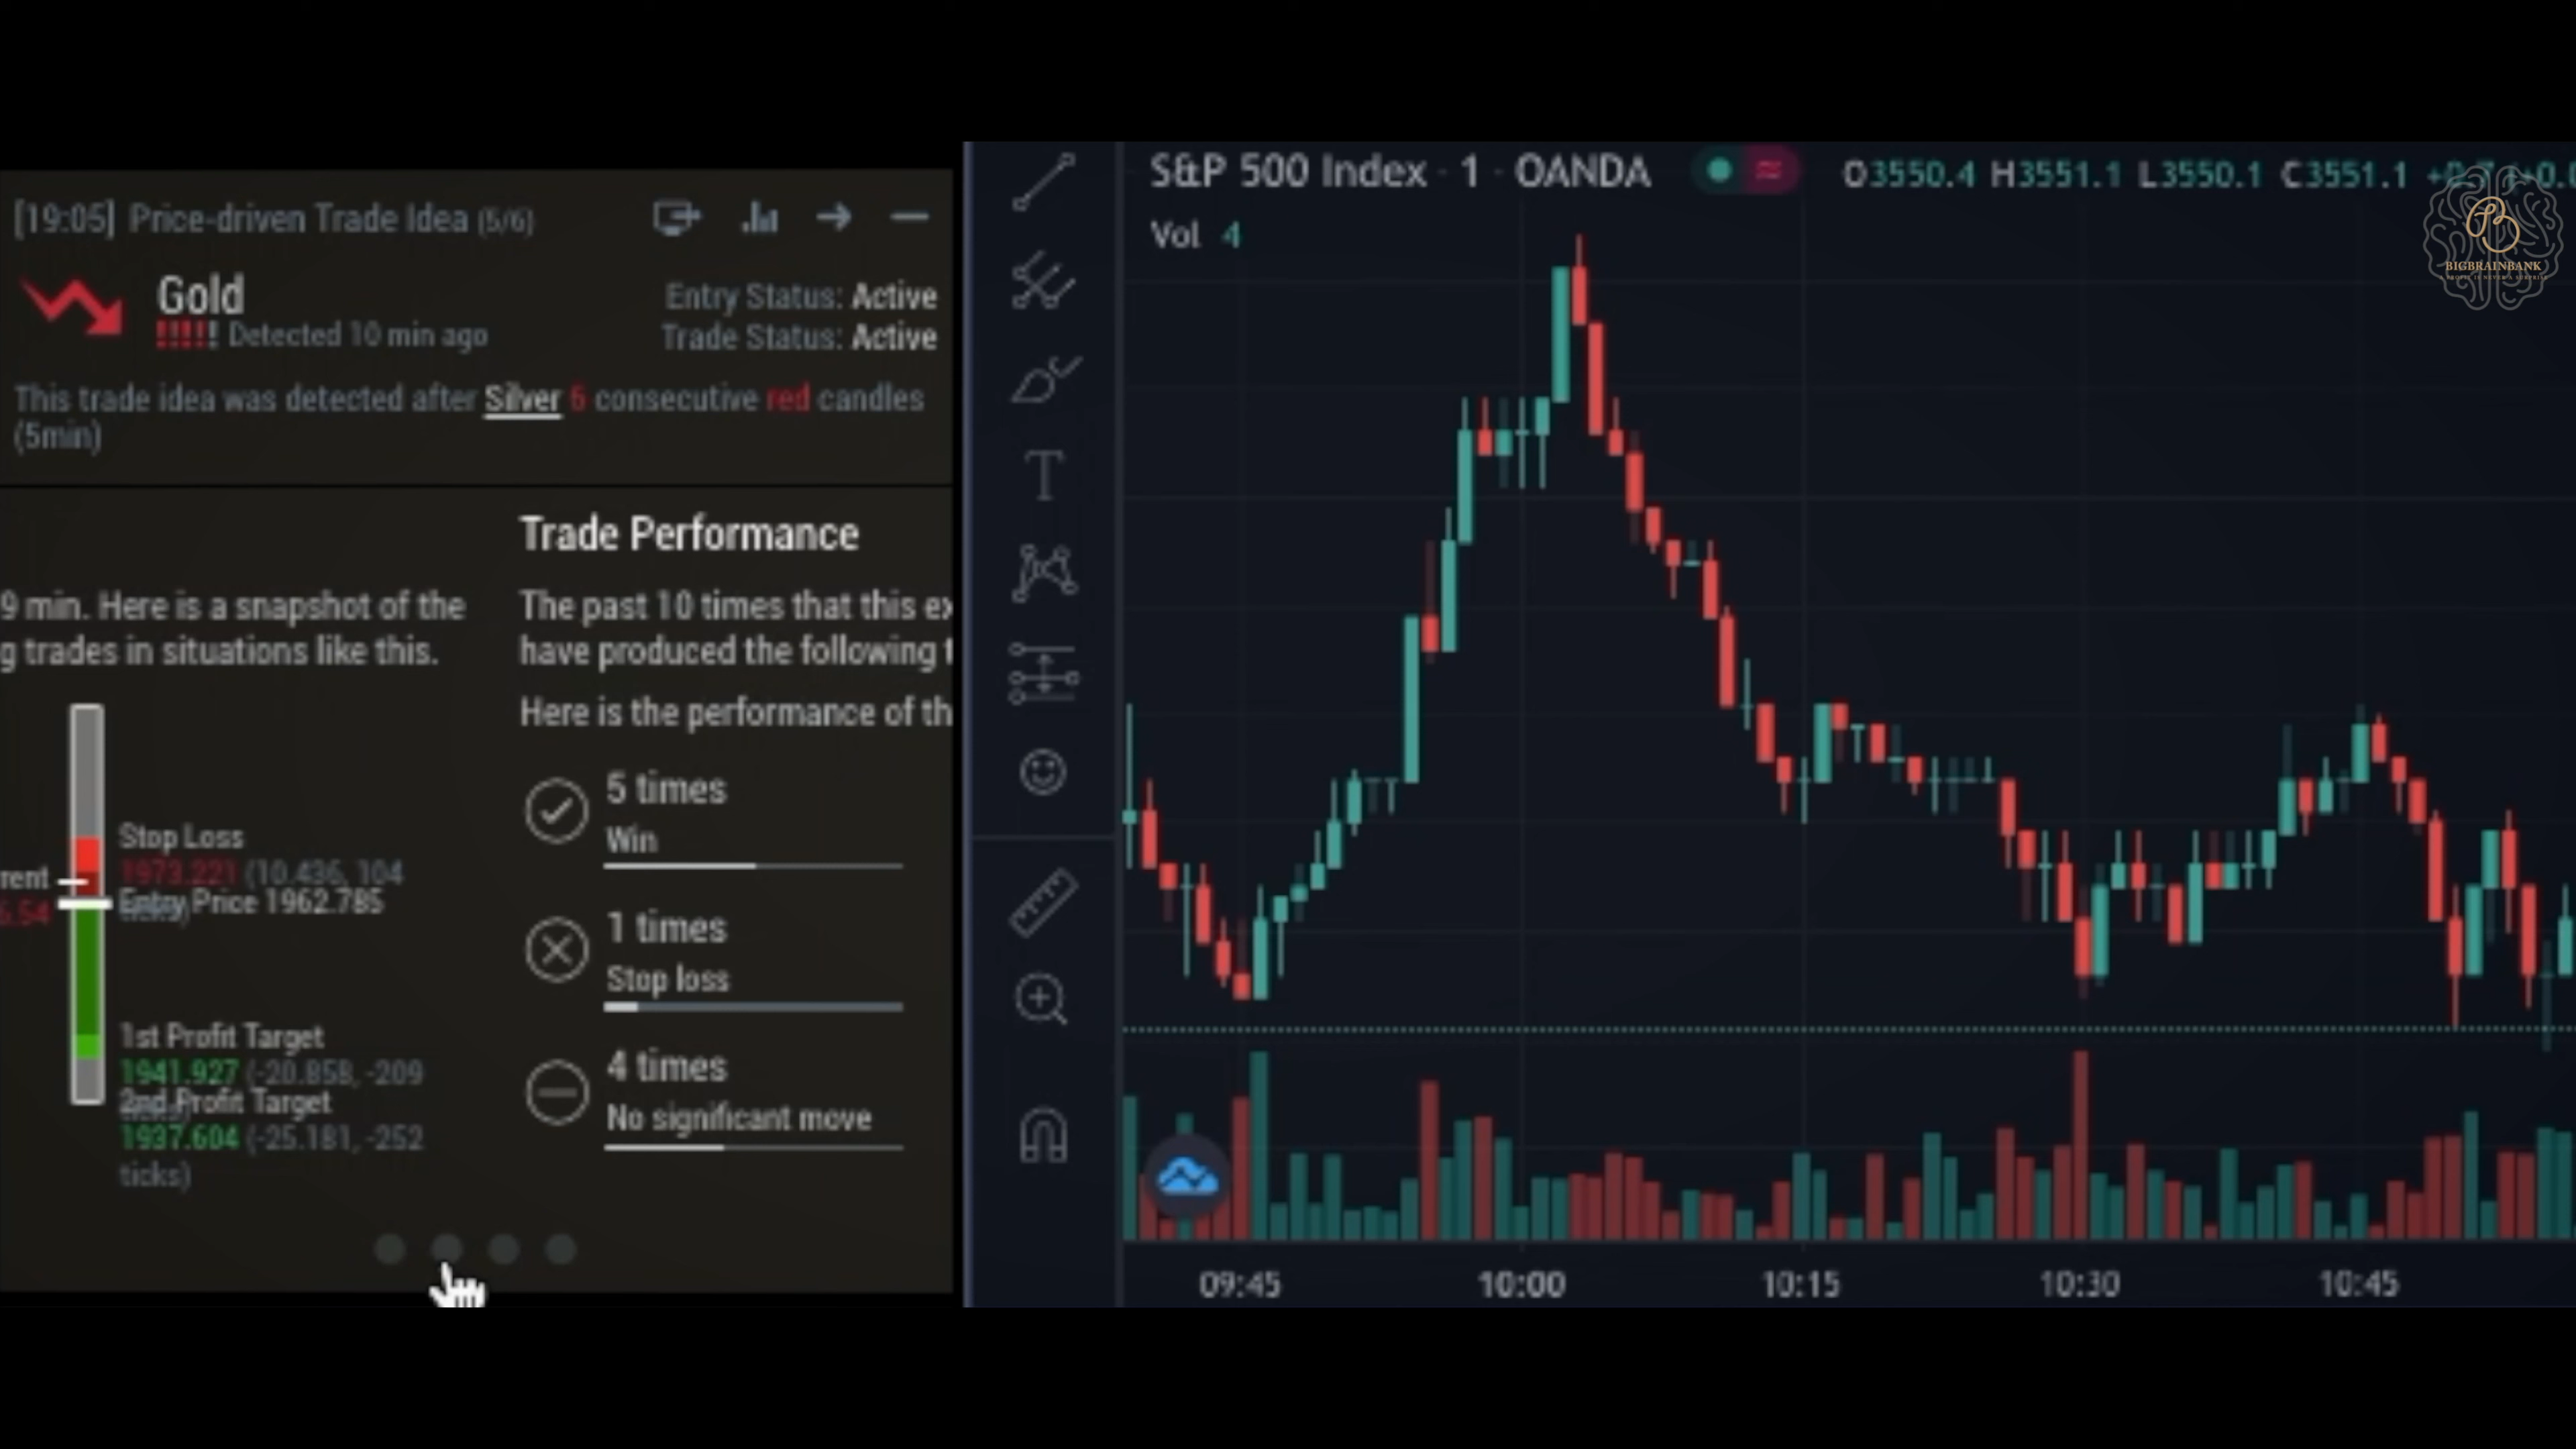 [19:05] Price-driven Trade Idea (5/6)
Gold
!!!!! Detected 10 min ago
Entry Status: Active
Trade Status: Active
This trade idea was detected after Silver 6 consecutive red candles
(5min)
9 min. Here is a snapshot of the
g trades in situations like this.
Stop Loss
1973.221 (10.436, 104
rent
Entry Price 1962.785
6.54
1st Profit Target
1941.927 (-20.858, -209
2nd Profit Target
1937.604 (-25.181, -252
ticks)
Trade Performance
The past 10 times that this ex
have produced the following t
Here is the performance of th
5 times
Win
1 times
Stop loss
4 times
No significant move
S&P 500 Index · 1 · OANDA
O3550.4 H3551.1 L3550.1 C3551.1
Vol 4
T
09:45 10:00 10:15 10:30 10:45
BIGBRAINBANK